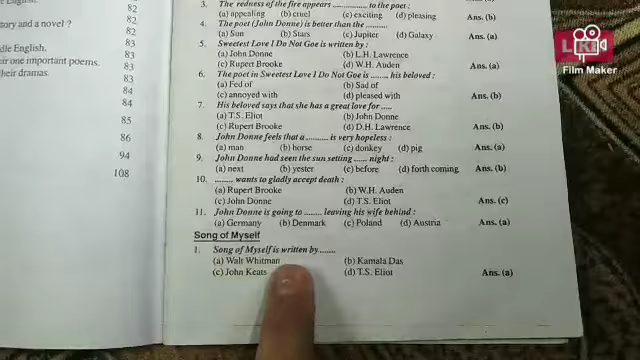 82
82
tory and a novel ?
82
82
dle English.
83
ir one important poems.
83
heir dramas.
83
84
84
85
86
94
108
3. The redness of the fire appears .............. to the poet :
(a) appealing (b) cruel (c) exciting (d) pleasing Ans. (b)
4. The poet (John Donne) is better than the ..........
(a) Sun (b) Stars (c) Jupiter (d) Galaxy Ans. (a)
5. Sweetest Love I Do Not Goe is written by :
(a) John Donne (b) L.H. Lawrence
(c) Rupert Brooke (d) W.H. Auden Ans. (a)
6. The poet in Sweetest Love I Do Not Goe is ....... his beloved :
(a) Fed of (b) Sad of
(c) annoyed with (d) pleased with Ans. (b)
7. His beloved says that she has a great love for .....
(a) T.S. Eliot (b) John Donne
(c) Rupert Brooke (d) D.H. Lawrence Ans. (b)
8. John Donne feels that a .......... is very hopeless :
(a) man (b) horse (c) donkey (d) pig Ans. (a)
9. John Donne had seen the sun setting ...... night :
(a) next (b) yester (c) before (d) forth coming Ans. (b)
10. ......... wants to gladly accept death :
(a) Rupert Brooke (b) W.H. Auden
(c) John Donne (d) T.S. Eliot Ans. (c)
11. John Donne is going to ........ leaving his wife behind :
(a) Germany (b) Denmark (c) Poland (d) Austria Ans. (a)
Song of Myself
1. Song of Myself is written by ........
(a) Walt Whitman (b) Kamala Das
(c) John Keats (d) T.S. Eliot Ans. (a)
Film Maker